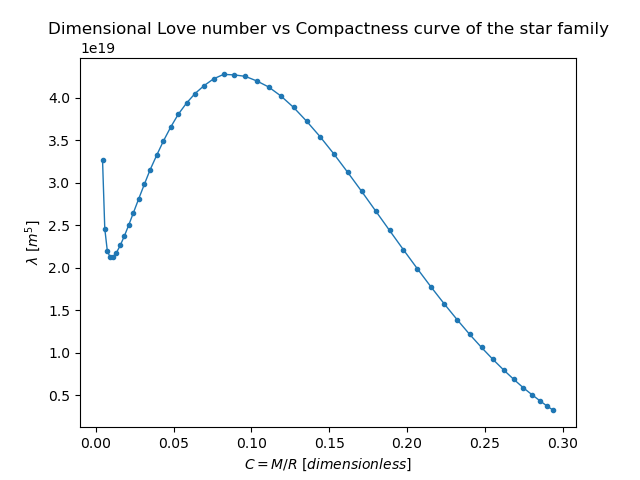 Dimensional Love number vs Compactness curve of the star family
1e19
4.0
3.5
3.0
2.5
2.0
1.5
1.0
0.5
λ [m⁵]
0.00 0.05 0.10 0.15 0.20 0.25 0.30
C = M/R [dimensionless]